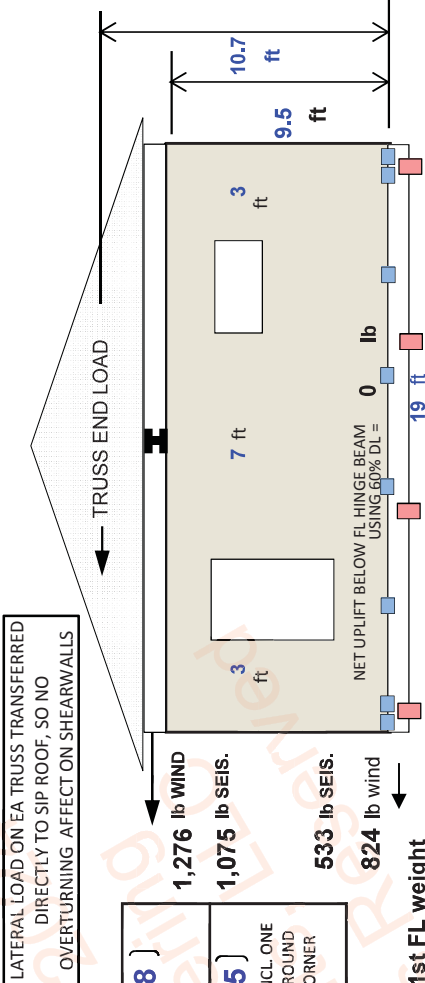 LATERAL LOAD ON EA TRUSS TRANSFERRED
DIRECTLY TO SIP ROOF, SO NO
OVERTURNING AFFECT ON SHEARWALLS
TRUSS END LOAD
10.7
ft
9.5
ft
1,276 lb WIND
1,075 lb SEIS.
3
ft
7 ft
3
ft
533 lb SEIS.
824 lb wind
NET UPLIFT BELOW FL HINGE BEAM
USING 60% DL = 0 lb
19 ft
1st FL weight
8
5
NCL. ONE
ROUND
ORNER